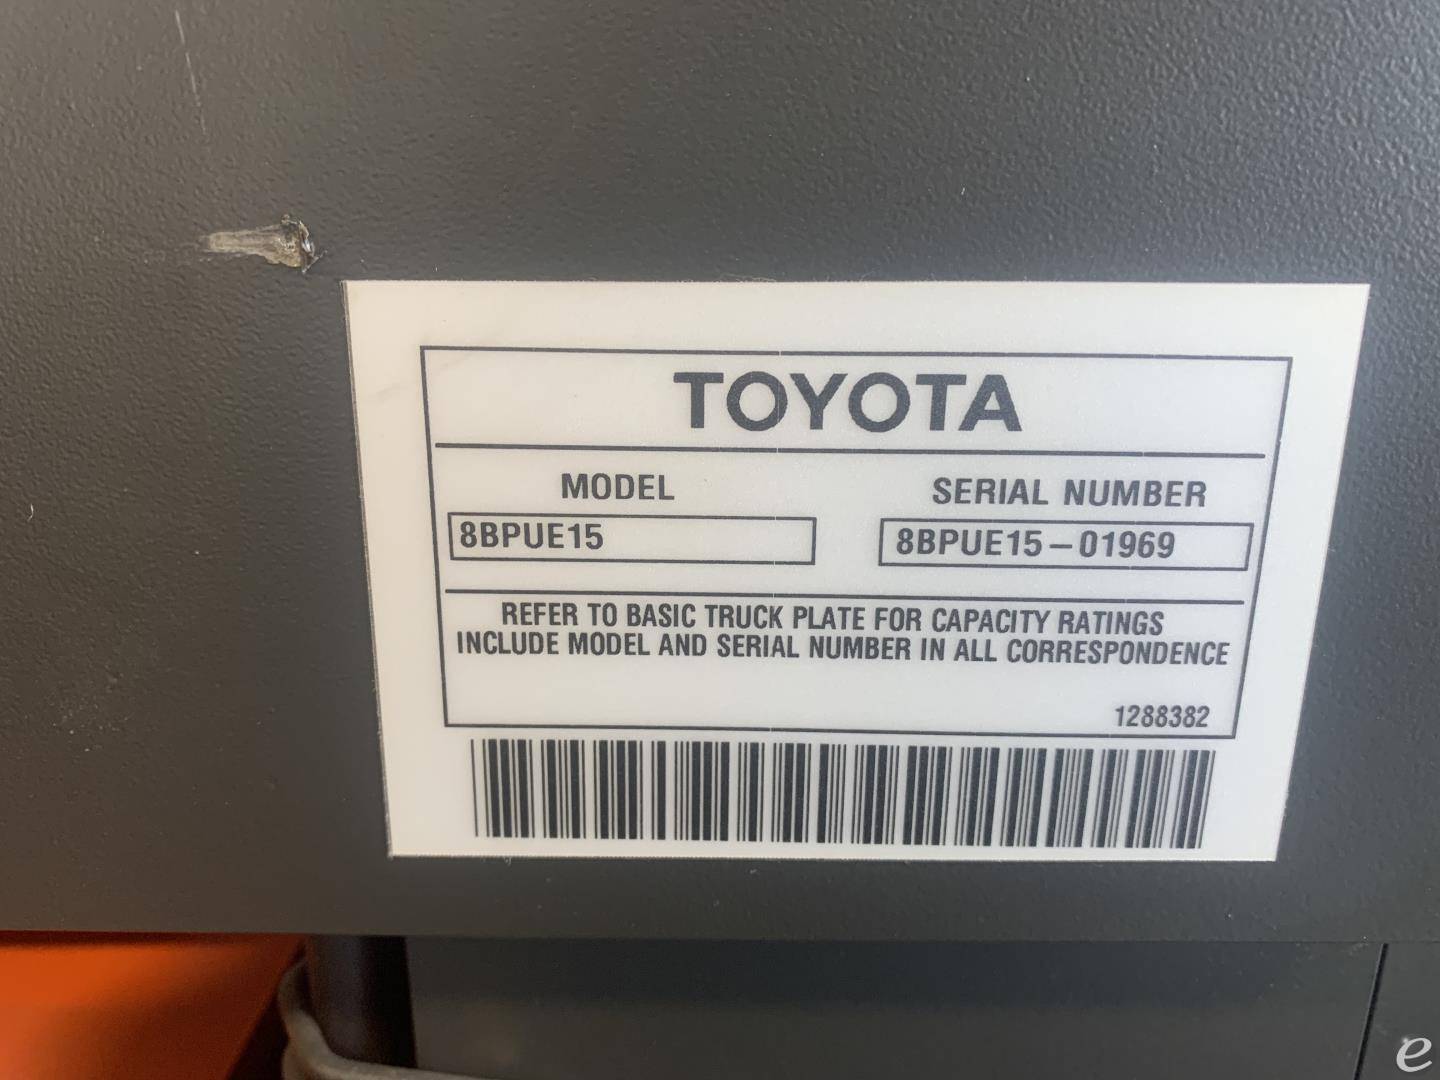 TOYOTA
MODEL SERIAL NUMBER
8BPUE15 8BPUE15-01969
REFER TO BASIC TRUCK PLATE FOR CAPACITY RATINGS
INCLUDE MODEL AND SERIAL NUMBER IN ALL CORRESPONDENCE
1288382
e